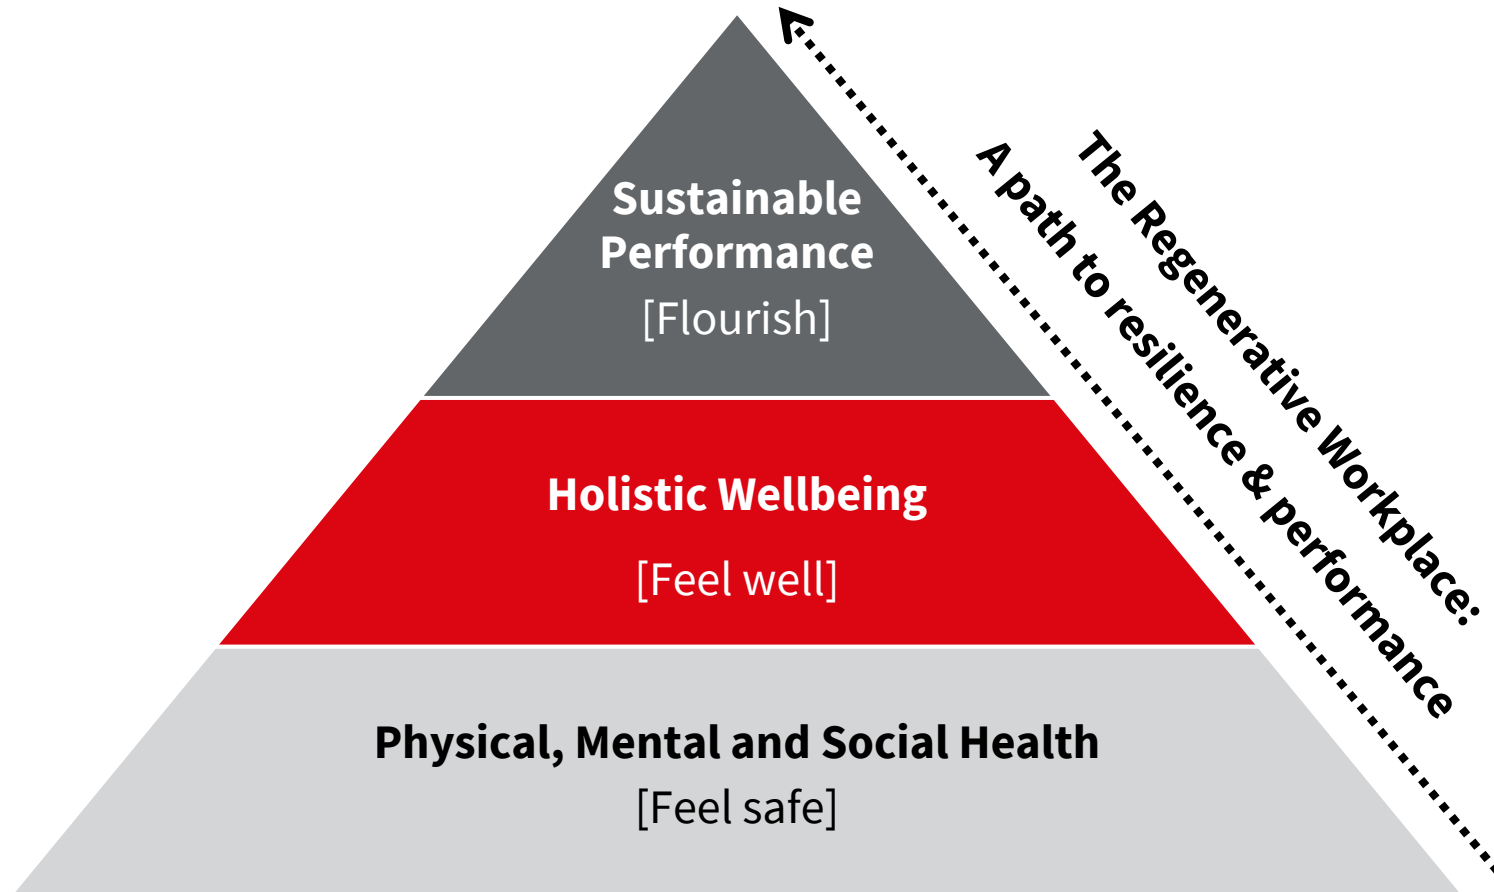 Sustainable
Performance
[Flourish]
Holistic Wellbeing
[Feel well]
Physical, Mental and Social Health
[Feel safe]
The Regenerative Workplace:
A path to resilience & performance